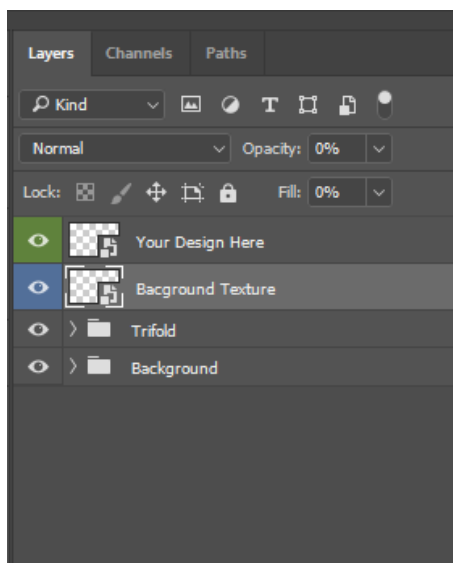 Layers Channels Paths
Kind T
Normal Opacity: 0%
Lock: Fill: 0%
Your Design Here
Bacground Texture
Trifold
Background